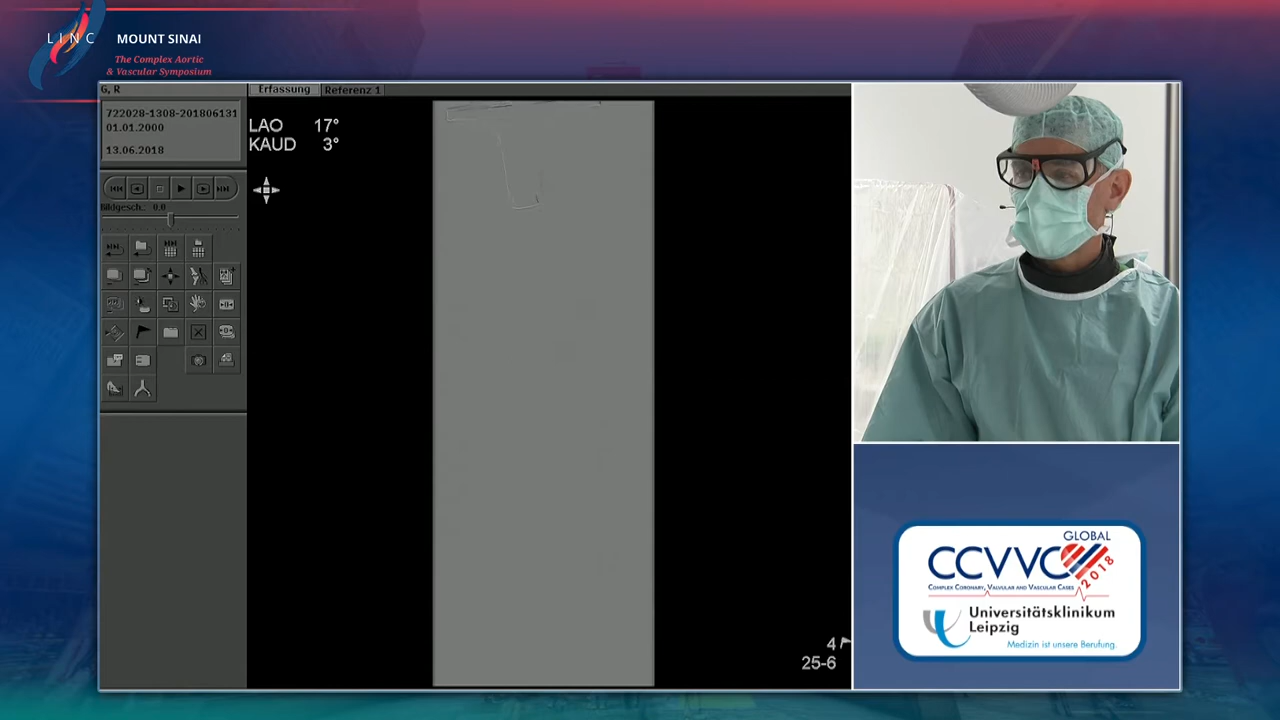 LINC
MOUNT SINAI
The Complex Aortic
& Vascular Symposium
G, R
Erfassung
Referenz 1
722028-1308-201806131
01.01.2000
13.06.2018
LAO 17°
KAUD 3°
Bildgesch.: 0.0
4
25-6
GLOBAL
CCVVC
2018
COMPLEX CORONARY, VALVULAR AND VASCULAR CASES
Universitätsklinikum
Leipzig
Medizin ist unsere Berufung.